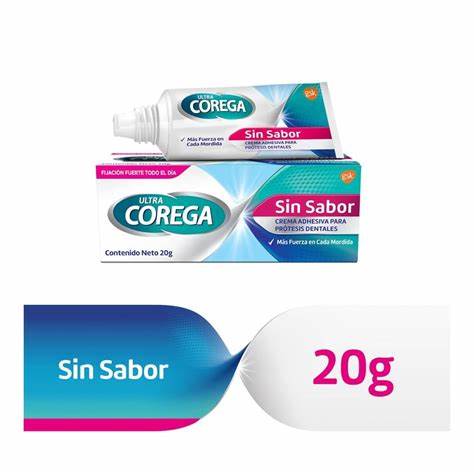 ULTRA
COREGA
gsk
Sin Sabor
CREMA ADHESIVA PARA
PRÓTESIS DENTALES
✓ Más Fuerza en
Cada Mordida
FIJACIÓN FUERTE TODO EL DÍA
ULTRA
COREGA
Contenido Neto 20g
gsk
Sin Sabor
CREMA ADHESIVA PARA
PRÓTESIS DENTALES
✓ Más Fuerza en Cada Mordida
Sin Sabor
20g